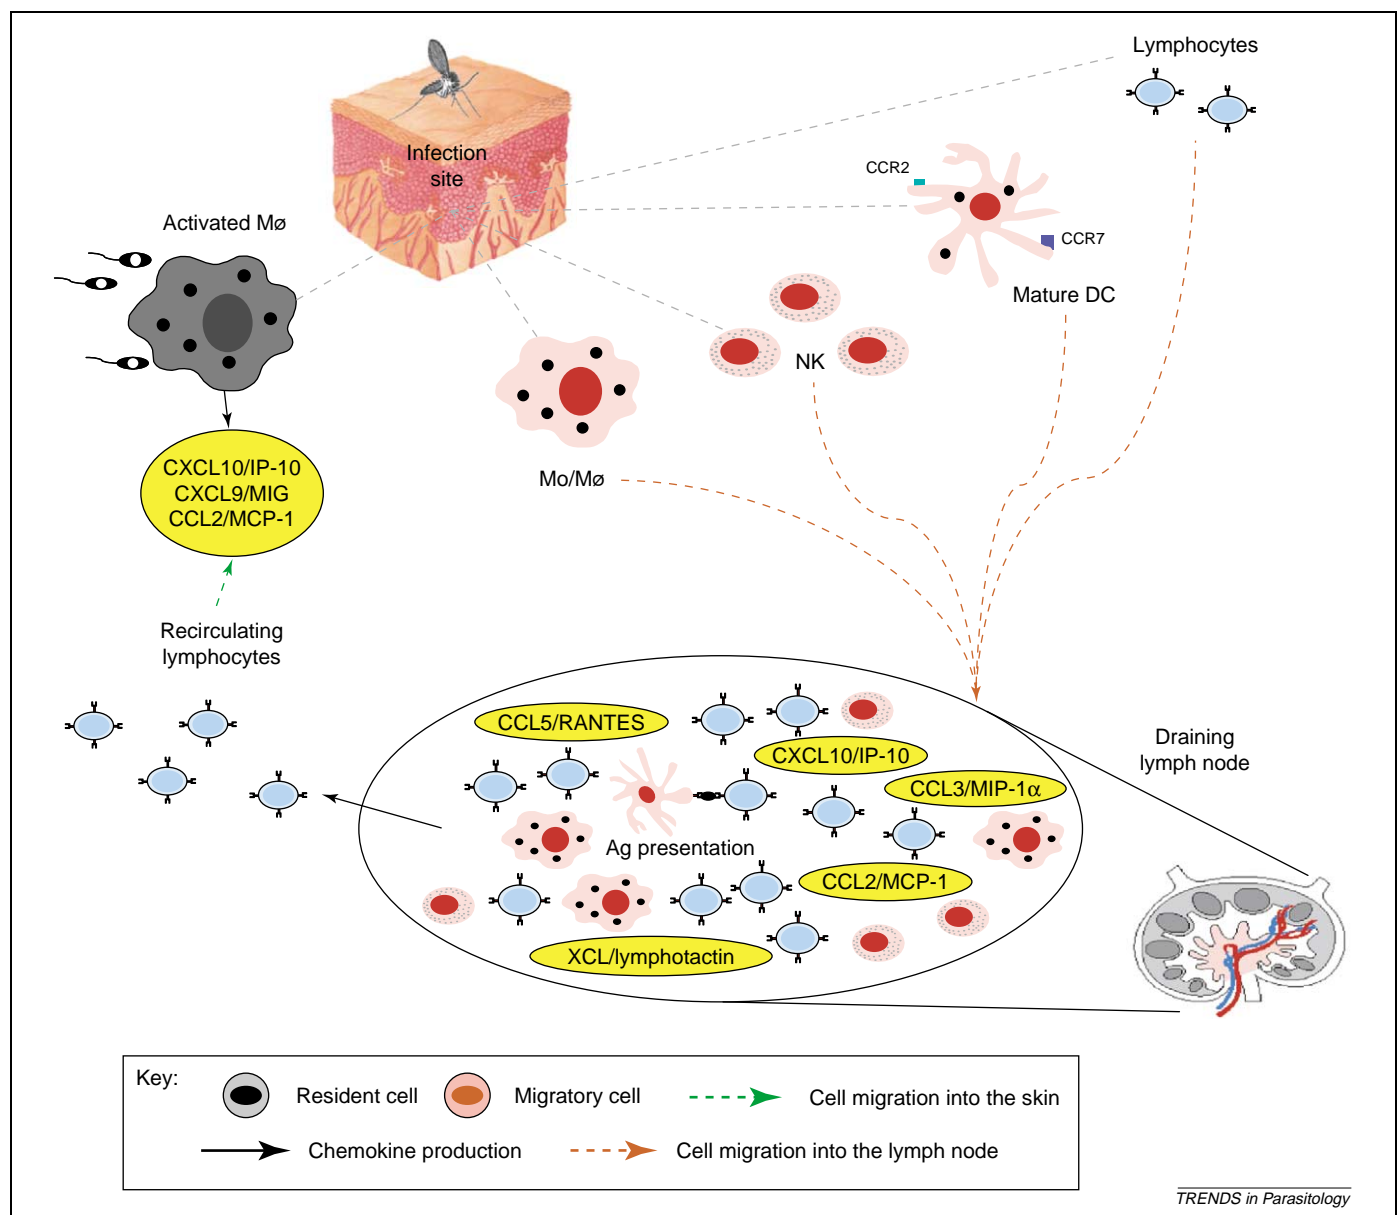 Lymphocytes
Infection
site
CCR2
CCR7
Activated Mø
Mature DC
NK
Mo/Mø
CXCL10/IP-10
CXCL9/MIG
CCL2/MCP-1
Recirculating
lymphocytes
CCL5/RANTES
CXCL10/IP-10
CCL3/MIP-1α
Draining
lymph node
Ag presentation
CCL2/MCP-1
XCL/lymphotactin
Key:
Resident cell
Migratory cell
Cell migration into the skin
Chemokine production
Cell migration into the lymph node
TRENDS in Parasitology